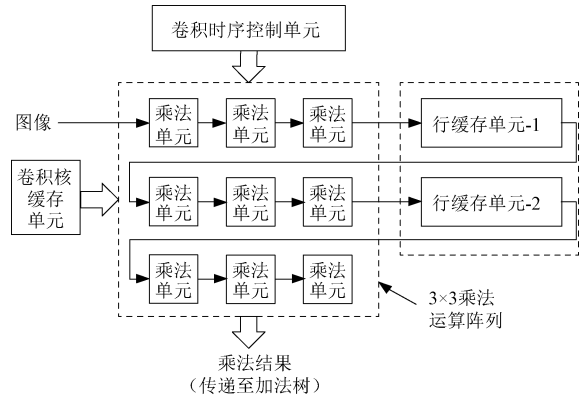 卷积时序控制单元
图像
乘法
单元
乘法
单元
乘法
单元
行缓存单元-1
卷积核
缓存
单元
乘法
单元
乘法
单元
乘法
单元
行缓存单元-2
乘法
单元
乘法
单元
乘法
单元
3×3乘法
运算阵列
乘法结果
（传递至加法树）